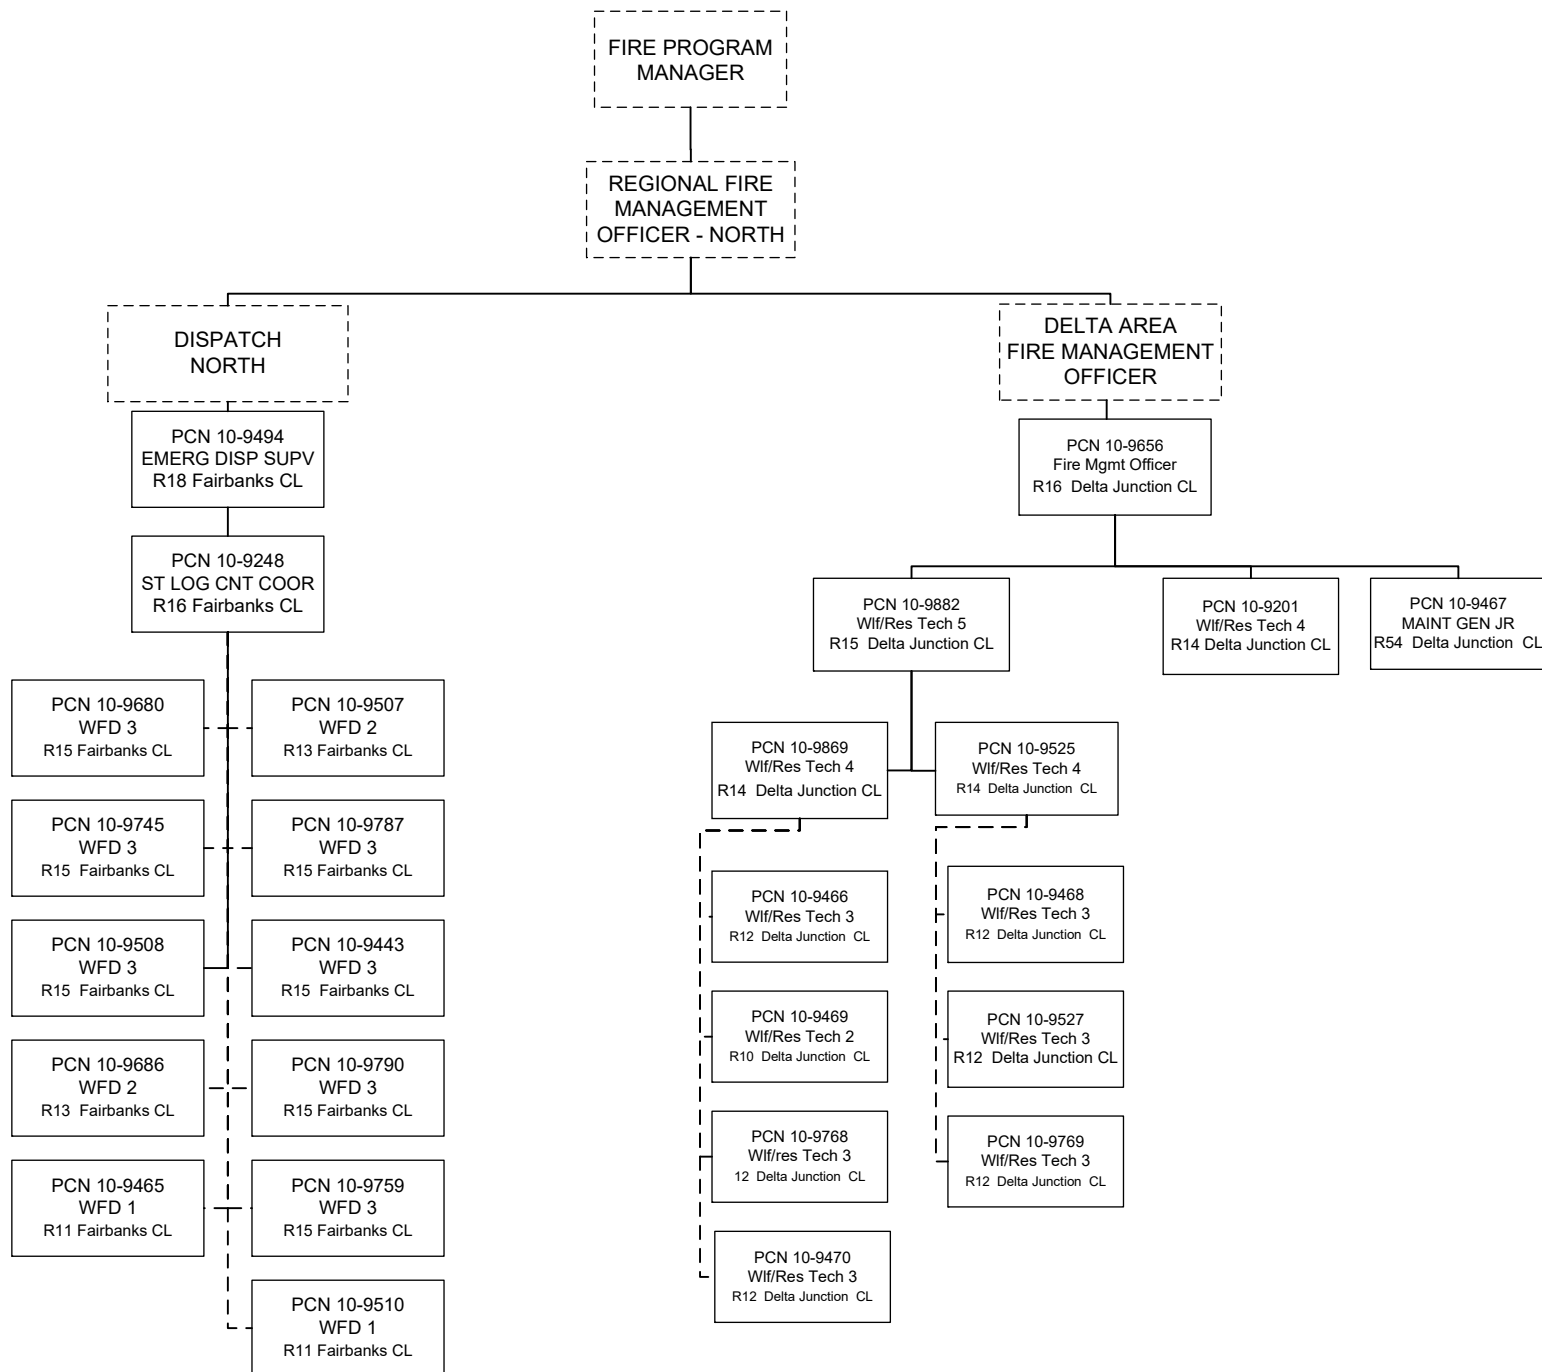 FIRE PROGRAM
MANAGER
REGIONAL FIRE
MANAGEMENT
OFFICER - NORTH
DISPATCH
NORTH
DELTA AREA
FIRE MANAGEMENT
OFFICER
PCN 10-9494
EMERG DISP SUPV
R18 Fairbanks CL
PCN 10-9656
Fire Mgmt Officer
R16 Delta Junction CL
PCN 10-9248
ST LOG CNT COOR
R16 Fairbanks CL
PCN 10-9882
Wlf/Res Tech 5
R15 Delta Junction CL
PCN 10-9201
Wlf/Res Tech 4
R14 Delta Junction CL
PCN 10-9467
MAINT GEN JR
R54 Delta Junction CL
PCN 10-9680
WFD 3
R15 Fairbanks CL
PCN 10-9507
WFD 2
R13 Fairbanks CL
PCN 10-9745
WFD 3
R15 Fairbanks CL
PCN 10-9787
WFD 3
R15 Fairbanks CL
PCN 10-9508
WFD 3
R15 Fairbanks CL
PCN 10-9443
WFD 3
R15 Fairbanks CL
PCN 10-9686
WFD 2
R13 Fairbanks CL
PCN 10-9790
WFD 3
R15 Fairbanks CL
PCN 10-9465
WFD 1
R11 Fairbanks CL
PCN 10-9759
WFD 3
R15 Fairbanks CL
PCN 10-9510
WFD 1
R11 Fairbanks CL
PCN 10-9869
Wlf/Res Tech 4
R14 Delta Junction CL
PCN 10-9525
Wlf/Res Tech 4
R14 Delta Junction CL
PCN 10-9466
Wlf/Res Tech 3
R12 Delta Junction CL
PCN 10-9469
Wlf/Res Tech 2
R10 Delta Junction CL
PCN 10-9768
Wlf/res Tech 3
12 Delta Junction CL
PCN 10-9470
Wlf/Res Tech 3
R12 Delta Junction CL
PCN 10-9468
Wlf/Res Tech 3
R12 Delta Junction CL
PCN 10-9527
Wlf/Res Tech 3
R12 Delta Junction CL
PCN 10-9769
Wlf/Res Tech 3
R12 Delta Junction CL